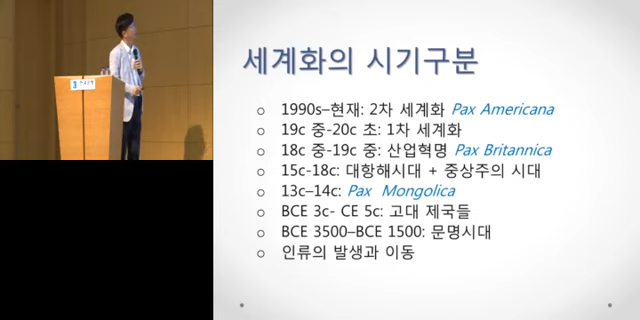 세계화의 시기구분
1990s–현재: 2차 세계화 Pax Americana
19c 중-20c 초: 1차 세계화
18c 중-19c 중: 산업혁명 Pax Britannica
15c-18c: 대항해시대 + 중상주의 시대
13c–14c: Pax Mongolica
BCE 3c- CE 5c: 고대 제국들
BCE 3500–BCE 1500: 문명시대
인류의 발생과 이동